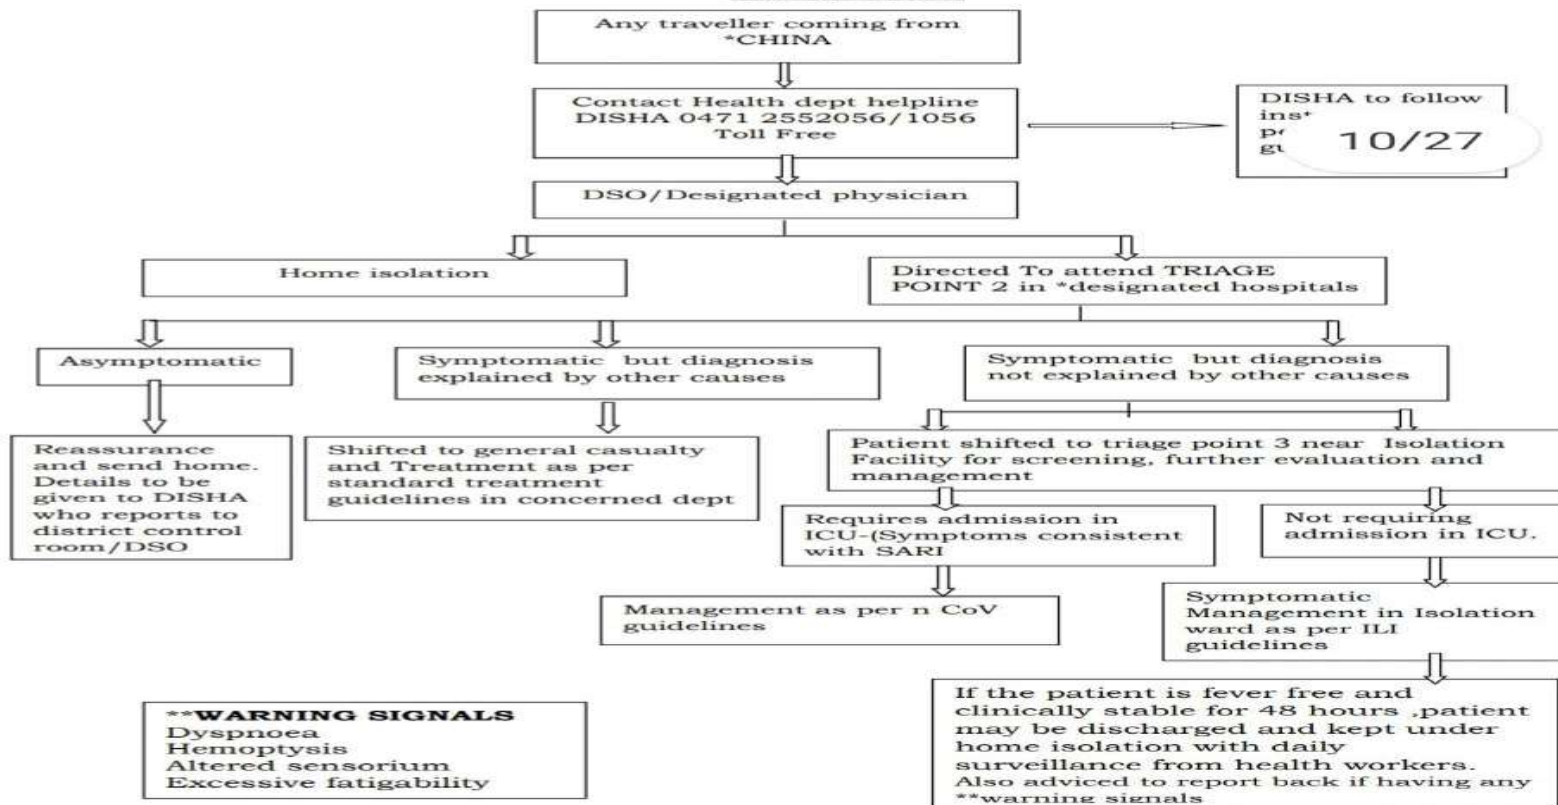 Any traveller coming from
*CHINA
Contact Health dept helpline
DISHA 0471 2552056/1056
Toll Free
DISHA to follow
10/27
DSO/Designated physician
Home isolation
Directed To attend TRIAGE
POINT 2 in *designated hospitals
Asymptomatic
Symptomatic but diagnosis
explained by other causes
Symptomatic but diagnosis
not explained by other causes
Reassurance
and send home.
Details to be
given to DISHA
who reports to
district control
room/DSO
Shifted to general casualty
and Treatment as per
standard treatment
guidelines in concerned dept
Patient shifted to triage point 3 near Isolation
Facility for screening, further evaluation and
management
Requires admission in
ICU-(Symptoms consistent
with SARI
Not requiring
admission in ICU.
Management as per n CoV
guidelines
Symptomatic
Management in Isolation
ward as per ILI
guidelines
**WARNING SIGNALS
Dyspnoea
Hemoptysis
Altered sensorium
Excessive fatigability
If the patient is fever free and
clinically stable for 48 hours ,patient
may be discharged and kept under
home isolation with daily
surveillance from health workers.
Also adviced to report back if having any
**warning signals